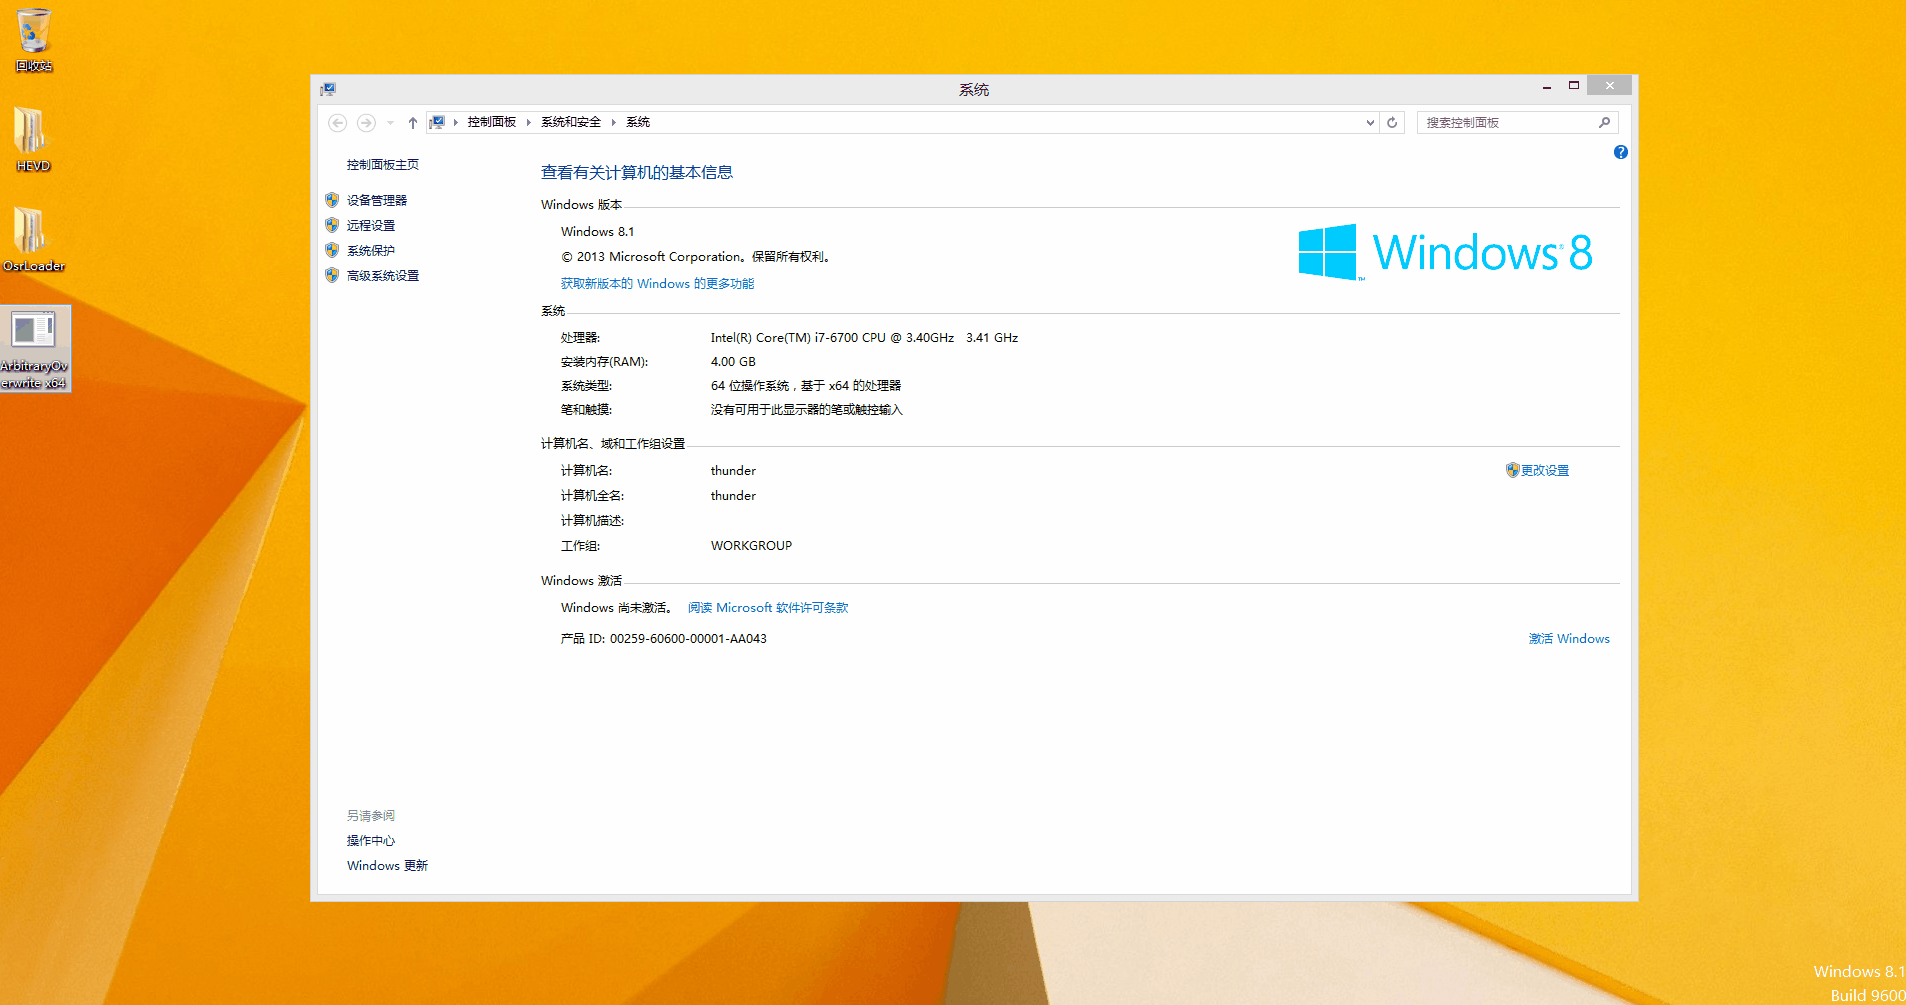 回收站
HEVD
OsrLoader
ArbitraryOv
erwrite x64
系统
控制面板 系统和安全 系统
搜索控制面板
控制面板主页
设备管理器
远程设置
系统保护
高级系统设置
查看有关计算机的基本信息
Windows 版本
Windows 8.1
© 2013 Microsoft Corporation。保留所有权利。
获取新版本的 Windows 的更多功能
Windows 8
系统
处理器: Intel(R) Core(TM) i7-6700 CPU @ 3.40GHz 3.41 GHz
安装内存(RAM): 4.00 GB
系统类型: 64 位操作系统，基于 x64 的处理器
笔和触摸: 没有可用于此显示器的笔或触控输入
计算机名、域和工作组设置
计算机名: thunder
更改设置
计算机全名: thunder
计算机描述:
工作组: WORKGROUP
Windows 激活
Windows 尚未激活。 阅读 Microsoft 软件许可条款
产品 ID: 00259-60600-00001-AA043
激活 Windows
另请参阅
操作中心
Windows 更新
Windows 8.1
Build 9600